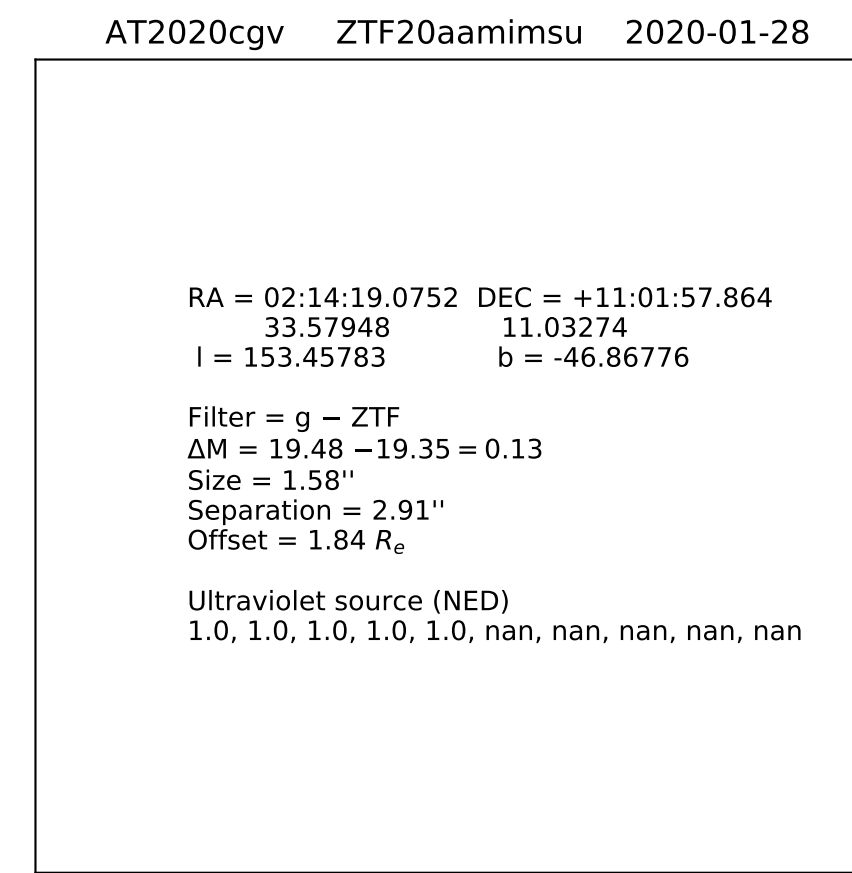 AT2020cgv ZTF20aamimsu 2020-01-28
RA = 02:14:19.0752 DEC = +11:01:57.864
33.57948 11.03274
l = 153.45783 b = -46.86776
Filter = g − ZTF
ΔM = 19.48 −19.35 = 0.13
Size = 1.58''
Separation = 2.91''
Offset = 1.84 Re
Ultraviolet source (NED)
1.0, 1.0, 1.0, 1.0, 1.0, nan, nan, nan, nan, nan